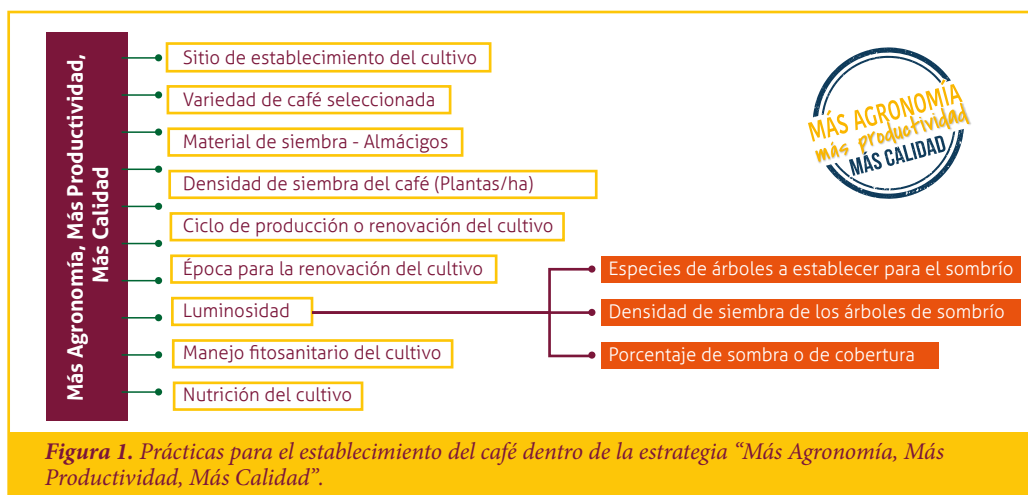 Más Agronomía, Más Productividad,
Más Calidad
Sitio de establecimiento del cultivo
Variedad de café seleccionada
Material de siembra - Almácigos
Densidad de siembra del café (Plantas/ha)
Ciclo de producción o renovación del cultivo
Época para la renovación del cultivo
Luminosidad
Manejo fitosanitario del cultivo
Nutrición del cultivo
Especies de árboles a establecer para el sombrío
Densidad de siembra de los árboles de sombrío
Porcentaje de sombra o de cobertura
MÁS AGRONOMÍA
más productividad
MÁS CALIDAD
Figura 1. Prácticas para el establecimiento del café dentro de la estrategia “Más Agronomía, Más
Productividad, Más Calidad”.